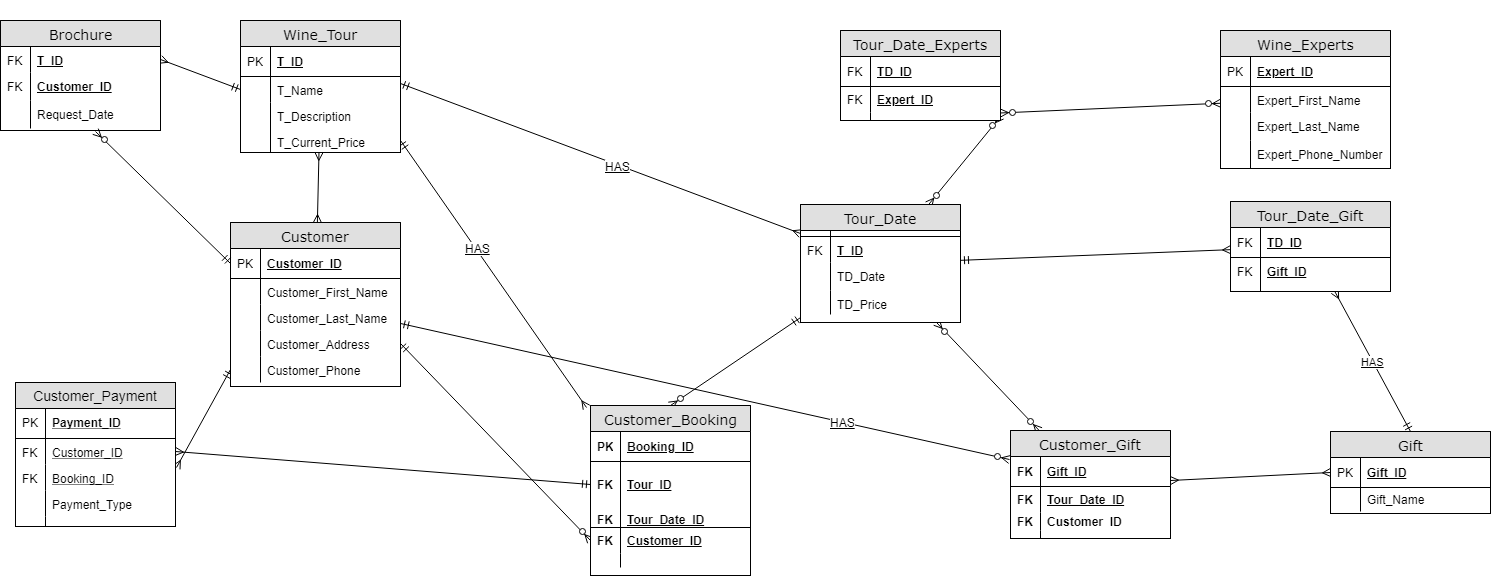 Brochure
FK T_ID
FK Customer_ID
Request_Date
Wine_Tour
PK T_ID
T_Name
T_Description
T_Current_Price
Tour_Date_Experts
FK TD_ID
FK Expert_ID
Wine_Experts
PK Expert_ID
Expert_First_Name
Expert_Last_Name
Expert_Phone_Number
HAS
Customer
PK Customer_ID
Customer_First_Name
Customer_Last_Name
Customer_Address
Customer_Phone
HAS
Tour_Date
FK T_ID
TD_Date
TD_Price
Tour_Date_Gift
FK TD_ID
FK Gift_ID
HAS
Customer_Payment
PK Payment_ID
FK Customer_ID
FK Booking_ID
Payment_Type
Customer_Booking
PK Booking_ID
FK Tour_ID
FK Tour_Date_ID
FK Customer_ID
HAS
Customer_Gift
FK Gift_ID
FK Tour_Date_ID
FK Customer_ID
Gift
PK Gift_ID
Gift_Name